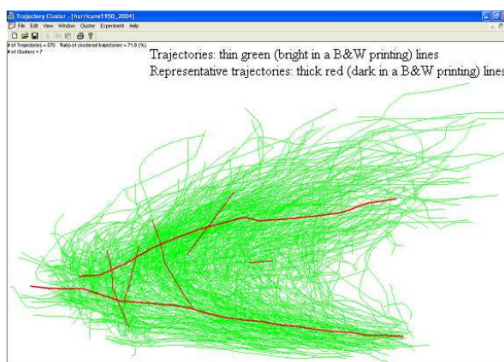 Trajectory Cluster - [hurricane1950_2004]
File Edit View Window Cluster Experiment Help
# of Trajectories = 570 Ratio of clustered trajectories = 71.8 (%)
# of Clusters = 7
Trajectories: thin green (bright in a B&W printing) lines
Representative trajectories: thick red (dark in a B&W printing) lines